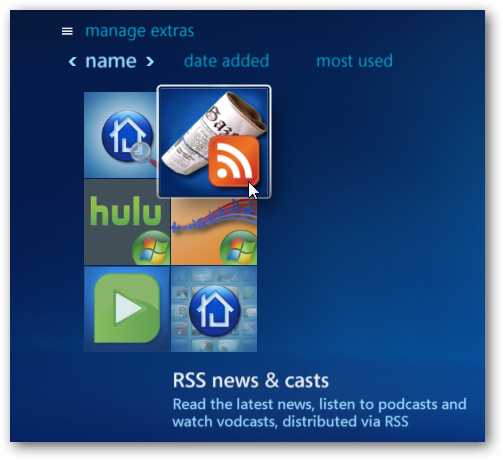 manage extras
name
date added
most used
Gaz
hulu
RSS news & casts
Read the latest news, listen to podcasts and
watch vodcasts, distributed via RSS